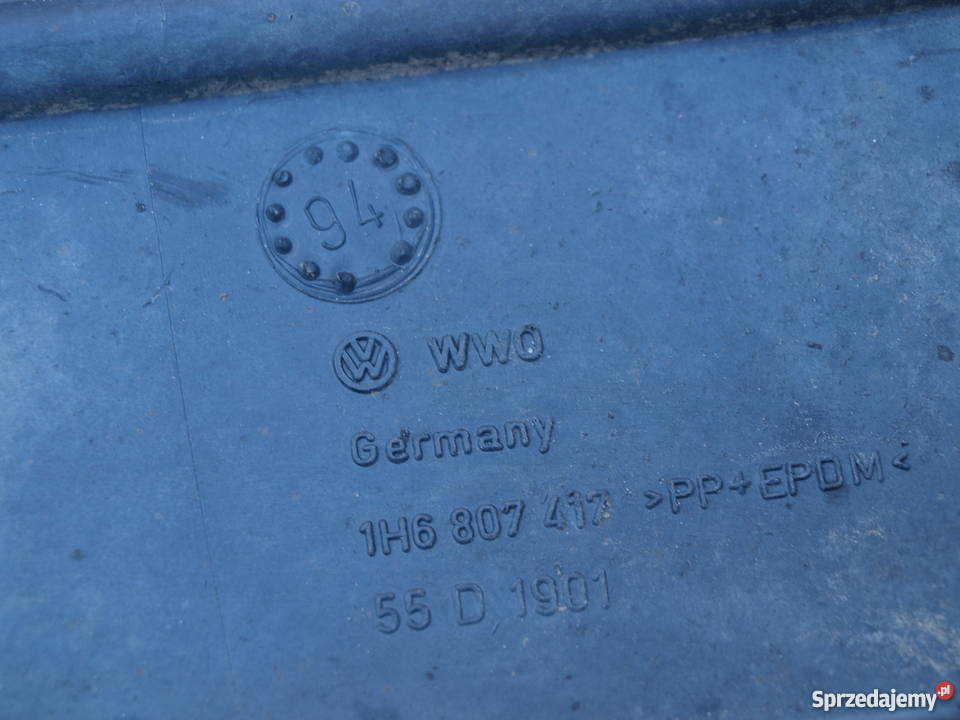 94
WWO
Germany
1H6 807 417 >PP+EPDM<
55 D 1901
Sprzedajemy.pl